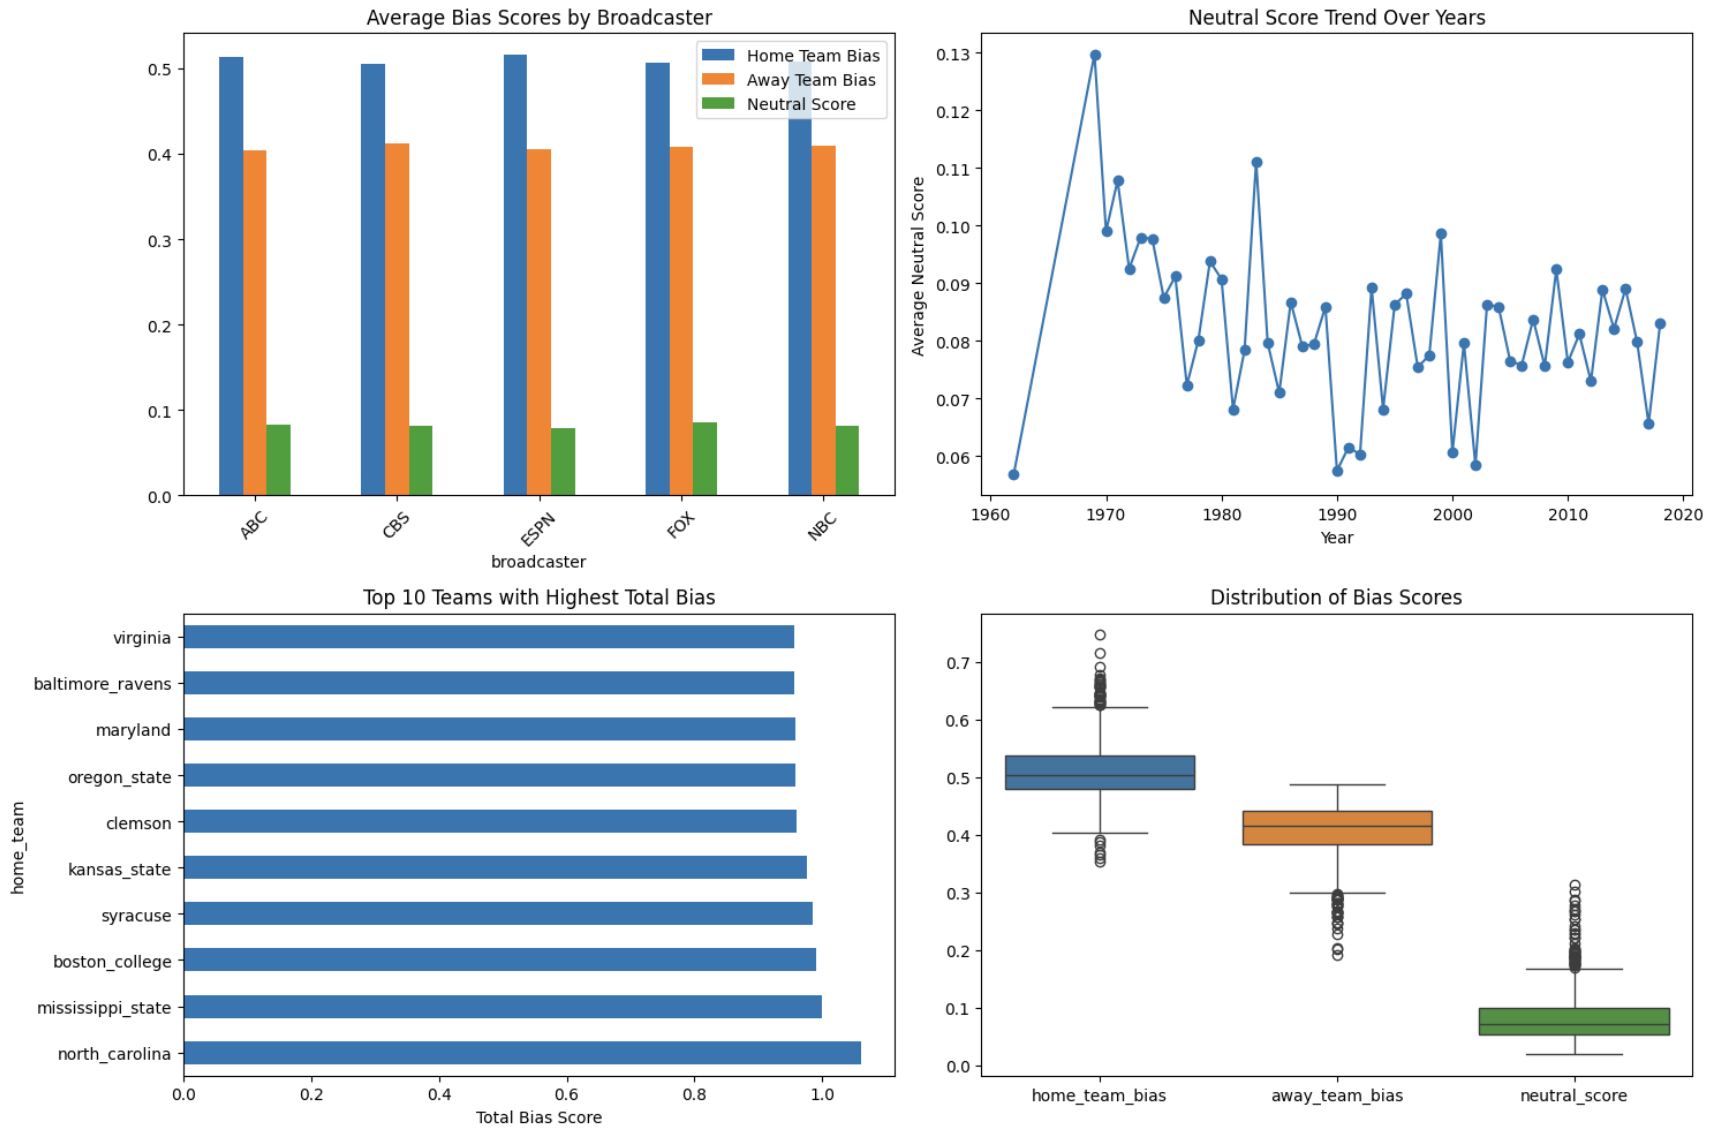 Average Bias Scores by Broadcaster
Home Team Bias
Away Team Bias
Neutral Score
0.5
0.4
0.3
0.2
0.1
0.0
ABC
CBS
ESPN
FOX
NBC
broadcaster
Neutral Score Trend Over Years
Average Neutral Score
0.13
0.12
0.11
0.10
0.09
0.08
0.07
0.06
1960
1970
1980
1990
2000
2010
2020
Year
Top 10 Teams with Highest Total Bias
home_team
virginia
baltimore_ravens
maryland
oregon_state
clemson
kansas_state
syracuse
boston_college
mississippi_state
north_carolina
0.0
0.2
0.4
0.6
0.8
1.0
Total Bias Score
Distribution of Bias Scores
0.7
0.6
0.5
0.4
0.3
0.2
0.1
0.0
home_team_bias
away_team_bias
neutral_score